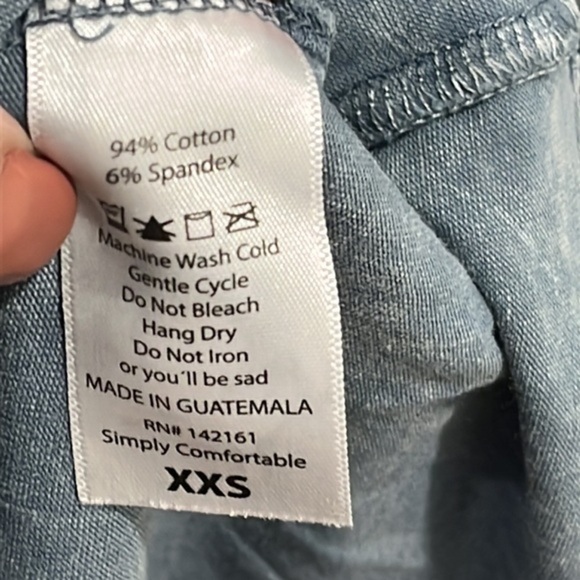 94% Cotton
6% Spandex
Machine Wash Cold
Gentle Cycle
Do Not Bleach
Hang Dry
Do Not Iron
or you'll be sad
MADE IN GUATEMALA
RN# 142161
Simply Comfortable
XXS